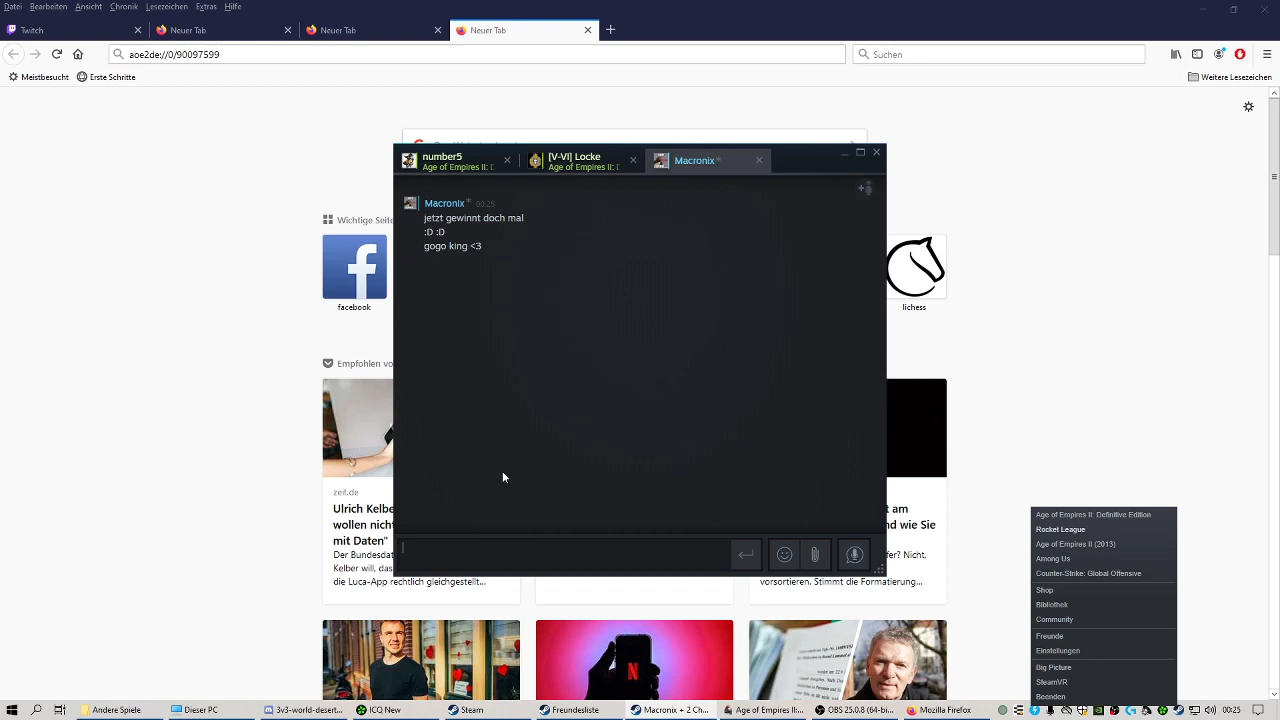 Datei Bearbeiten Ansicht Chronik Lesezeichen Extras Hilfe
Twitch
Neuer Tab
Neuer Tab
Neuer Tab
aoe2de://0/90097599
Suchen
Meistbesucht
Erste Schritte
Weitere Lesezeichen
number5
Age of Empires II:
[V-VI] Locke
Age of Empires II:
Macronix*
Macronix* 00:25
jetzt gewinnt doch mal
:D :D
gogo king <3
Wichtige Seite
facebook
lichess
Empfohlen vo
zeit.de
Ulrich Kelber
wollen nicht
mit Daten"
Der Bundesdat
Kelber will, das
die Luca-App rechtlich gleichgestellt...
am
und wie Sie
fer? Nicht,
vorsortieren. Stimmt die Formatierung...
Age of Empires II: Definitive Edition
Rocket League
Age of Empires II (2013)
Among Us
Counter-Strike: Global Offensive
Shop
Bibliothek
Community
Freunde
Einstellungen
Big Picture
SteamVR
Beenden
Andere Dateien
Dieser PC
3v3-world-desert...
ICQ New
Steam
Freundesliste
Macronix + 2 Ch...
Age of Empires II:...
OBS 25.0.8 (64-bit...
Mozilla Firefox
00:25